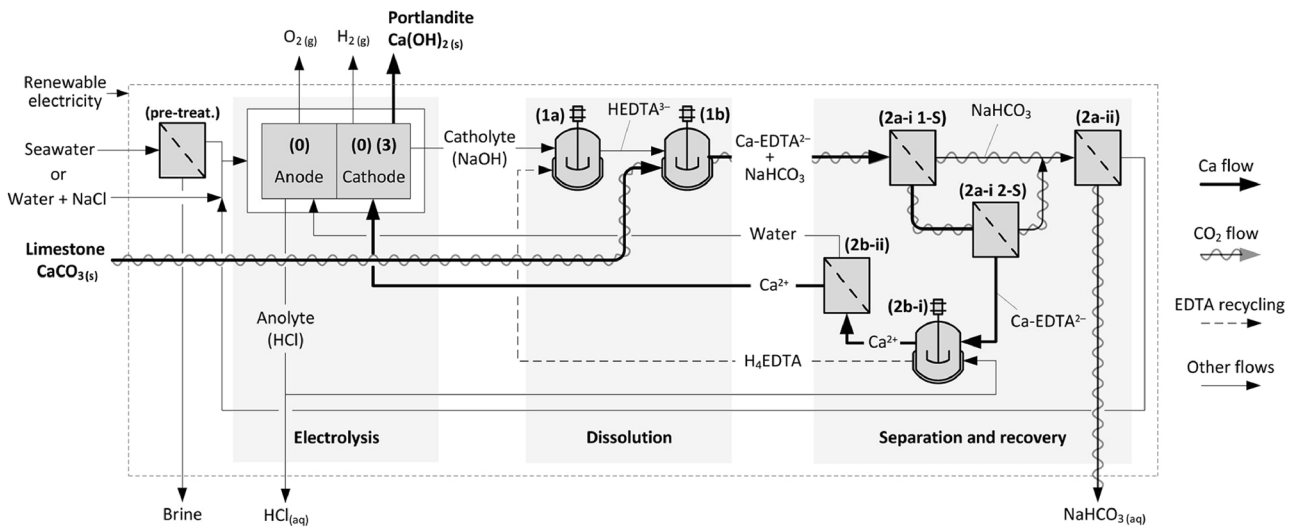 Portlandite
Ca(OH)₂₍ₛ₎
O₂ ₍g₎
H₂ ₍g₎
Renewable
electricity
(pre-treat.)
Seawater
or
Water + NaCl
Limestone
CaCO₃₍ₛ₎
(0)
Anode
(0) (3)
Cathode
Catholyte
(NaOH)
(1a)
HEDTA³⁻
(1b)
Ca-EDTA²⁻
+
NaHCO₃
(2a-i 1-S)
NaHCO₃
(2a-ii)
(2a-i 2-S)
Water
(2b-ii)
Ca²⁺
(2b-i)
Ca-EDTA²⁻
Ca²⁺
H₄EDTA
Anolyte
(HCl)
Electrolysis
Dissolution
Separation and recovery
Brine
HCl₍aq₎
NaHCO₃₍aq₎
Ca flow
CO₂ flow
EDTA recycling
Other flows